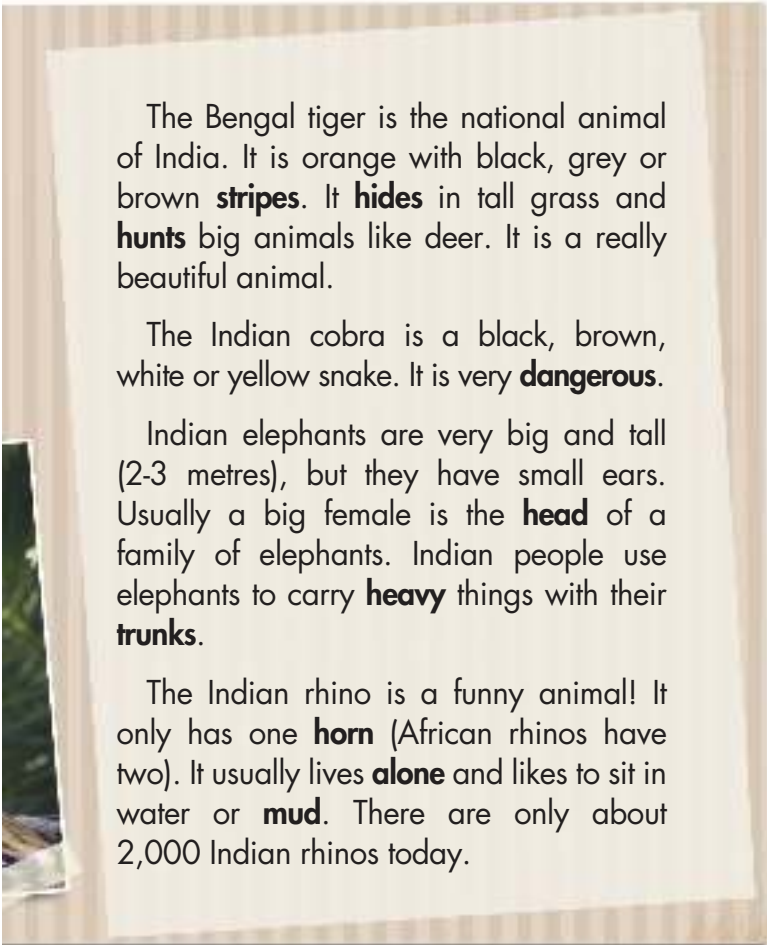 The Bengal tiger is the national animal
of India. It is orange with black, grey or
brown stripes. It hides in tall grass and
hunts big animals like deer. It is a really
beautiful animal.
The Indian cobra is a black, brown,
white or yellow snake. It is very dangerous.
Indian elephants are very big and tall
(2-3 metres), but they have small ears.
Usually a big female is the head of a
family of elephants. Indian people use
elephants to carry heavy things with their
trunks.
The Indian rhino is a funny animal! It
only has one horn (African rhinos have
two). It usually lives alone and likes to sit in
water or mud. There are only about
2,000 Indian rhinos today.